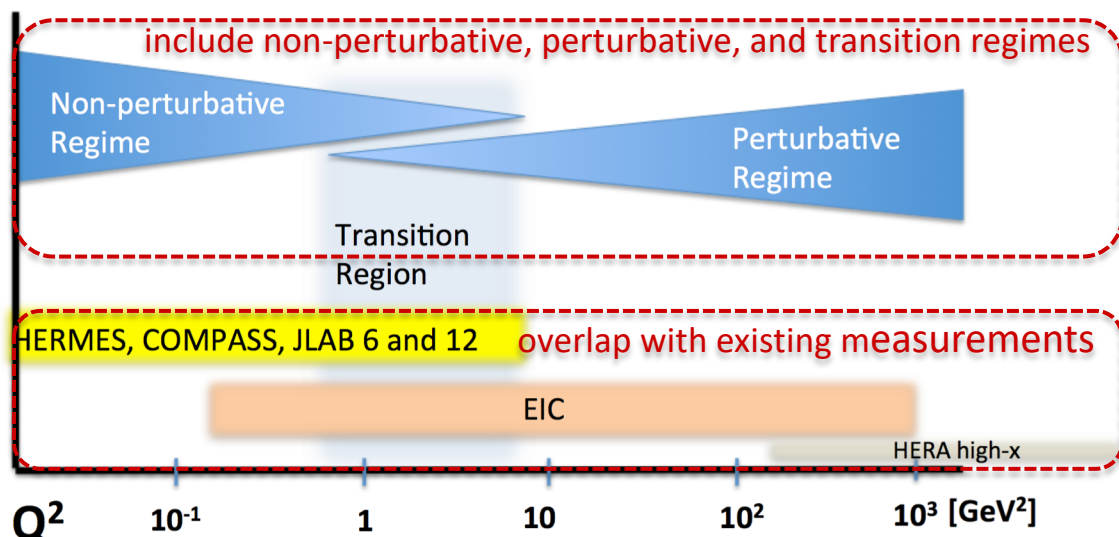 include non-perturbative, perturbative, and transition regimes
Non-perturbative
Regime
Perturbative
Regime
Transition
Region
HERMES, COMPASS, JLAB 6 and 12
overlap with existing measurements
EIC
HERA high-x
Q² 10⁻¹ 1 10 10² 10³ [GeV²]